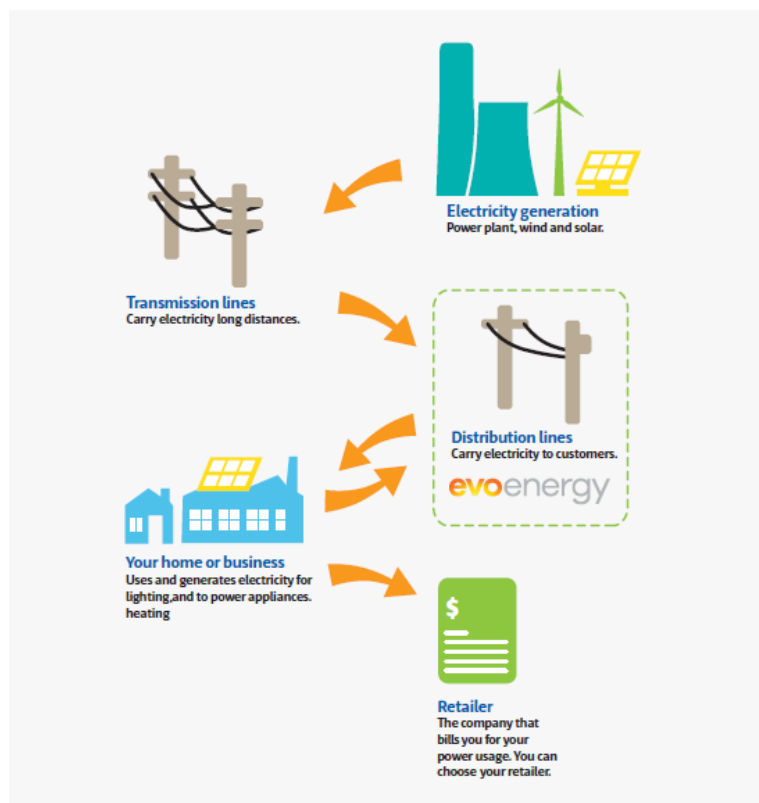 Electricity generation
Power plant, wind and solar.
Transmission lines
Carry electricity long distances.
Distribution lines
Carry electricity to customers.
evoenergy
Your home or business
Uses and generates electricity for
lighting,and to power appliances.
heating
$
Retailer
The company that
bills you for your
power usage. You can
choose your retailer.